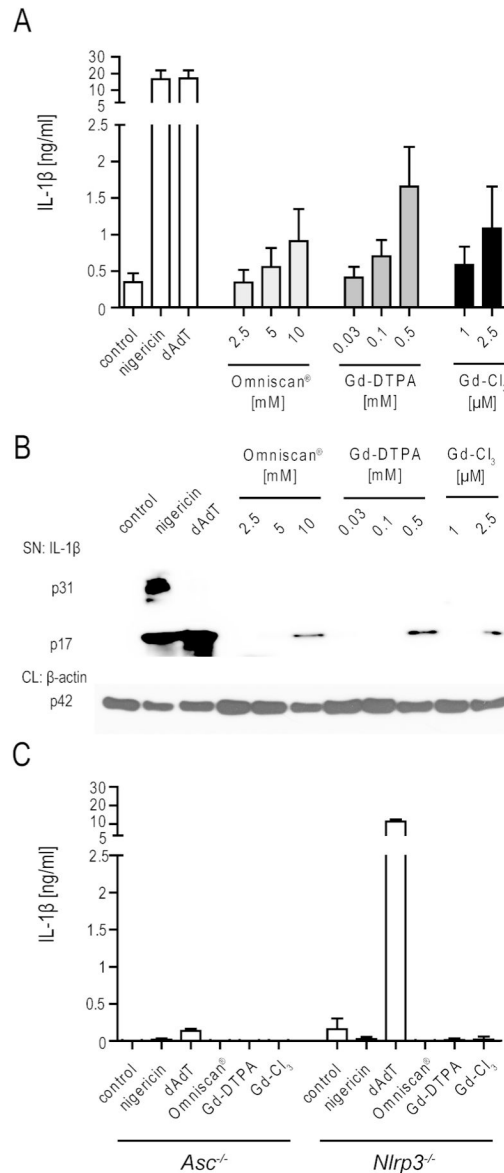 A
IL-1β [ng/ml]
30
20
10
5
2.5
2
1.5
1
0.5
0
control
nigericin
dAdT
2.5
5
10
0.03
0.1
0.5
1
2.5
Omniscan® Gd-DTPA Gd-Cl₃
[mM] [mM] [µM]
B
Omniscan® Gd-DTPA Gd-Cl₃
[mM] [mM] [µM]
control
nigericin
dAdT
2.5
5
10
0.03
0.1
0.5
1
2.5
SN: IL-1β
p31
p17
CL: β-actin
p42
C
IL-1β [ng/ml]
30
20
10
5
2.5
2
1.5
1
0.5
0
control
nigericin
dAdT
Omniscan®
Gd-DTPA
Gd-Cl₃
control
nigericin
dAdT
Omniscan®
Gd-DTPA
Gd-Cl₃
Asc⁻/⁻ Nlrp3⁻/⁻